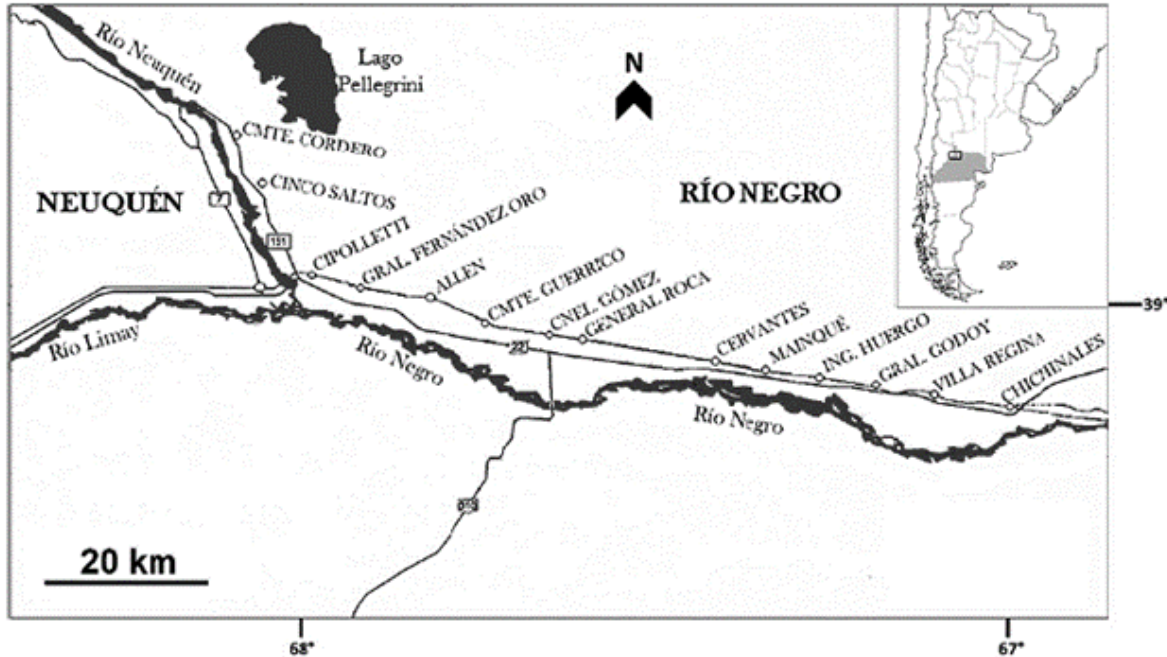 Río Neuquén
Lago
Pellegrini
N
CMTE. CORDERO
CINCO SALTOS
NEUQUÉN
7
RÍO NEGRO
151
CIPOLLETTI
GRAL. FERNÁNDEZ ORO
ALLEN
CMTE. GUERRICO
CNEL. GÓMEZ
GENERAL ROCA
CERVANTES
MAINQUÉ
ING. HUERGO
GRAL. GODOY
VILLA REGINA
CHICHINALES
39°
Río Limay
Río
Negro
22
Río Negro
20 km
68°
67°